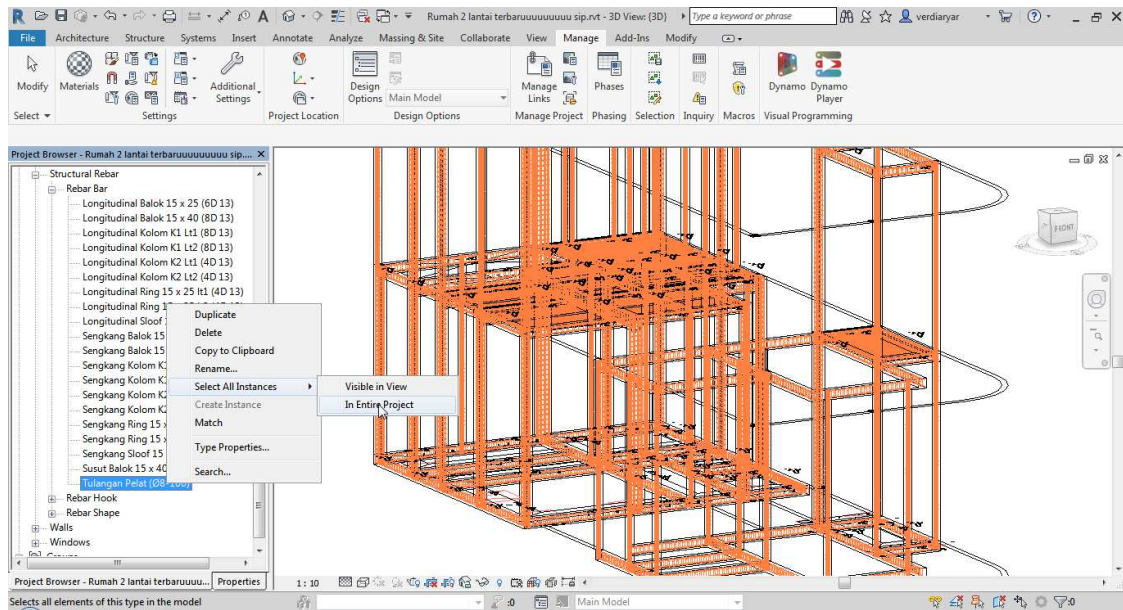 Rumah 2 lantai terbaruuuuuuuuu sip.rvt - 3D View: {3D}
Type a keyword or phrase
verdiaryar
File Architecture Structure Systems Insert Annotate Analyze Massing & Site Collaborate View Manage Add-Ins Modify
Modify Materials Additional Settings Design Options Main Model Manage Links Phases Dynamo Dynamo Player
Select Settings Project Location Design Options Manage Project Phasing Selection Inquiry Macros Visual Programming
Project Browser - Rumah 2 lantai terbaruuuuuuuuu sip....
Structural Rebar
Rebar Bar
Longitudinal Balok 15 x 25 (6D 13)
Longitudinal Balok 15 x 40 (8D 13)
Longitudinal Kolom K1 Lt1 (8D 13)
Longitudinal Kolom K1 Lt2 (8D 13)
Longitudinal Kolom K2 Lt1 (4D 13)
Longitudinal Kolom K2 Lt2 (4D 13)
Longitudinal Ring 15 x 25 lt1 (4D 13)
Longitudinal Ring
Longitudinal Sloof
Sengkang Balok 15
Sengkang Balok 15
Sengkang Kolom
Sengkang Kolom
Sengkang Kolom
Sengkang Kolom
Sengkang Ring 15
Sengkang Ring 15
Sengkang Sloof 15
Susut Balok 15 x 40
Tulangan Pelat
Rebar Hook
Rebar Shape
Walls
Windows
Duplicate
Delete
Copy to Clipboard
Rename...
Select All Instances
Create Instance
Match
Type Properties...
Search...
Visible in View
In Entire Project
FRONT
Project Browser - Rumah 2 lantai terbaruuuu... Properties
1 : 10
Selects all elements of this type in the model
:0
Main Model
:0